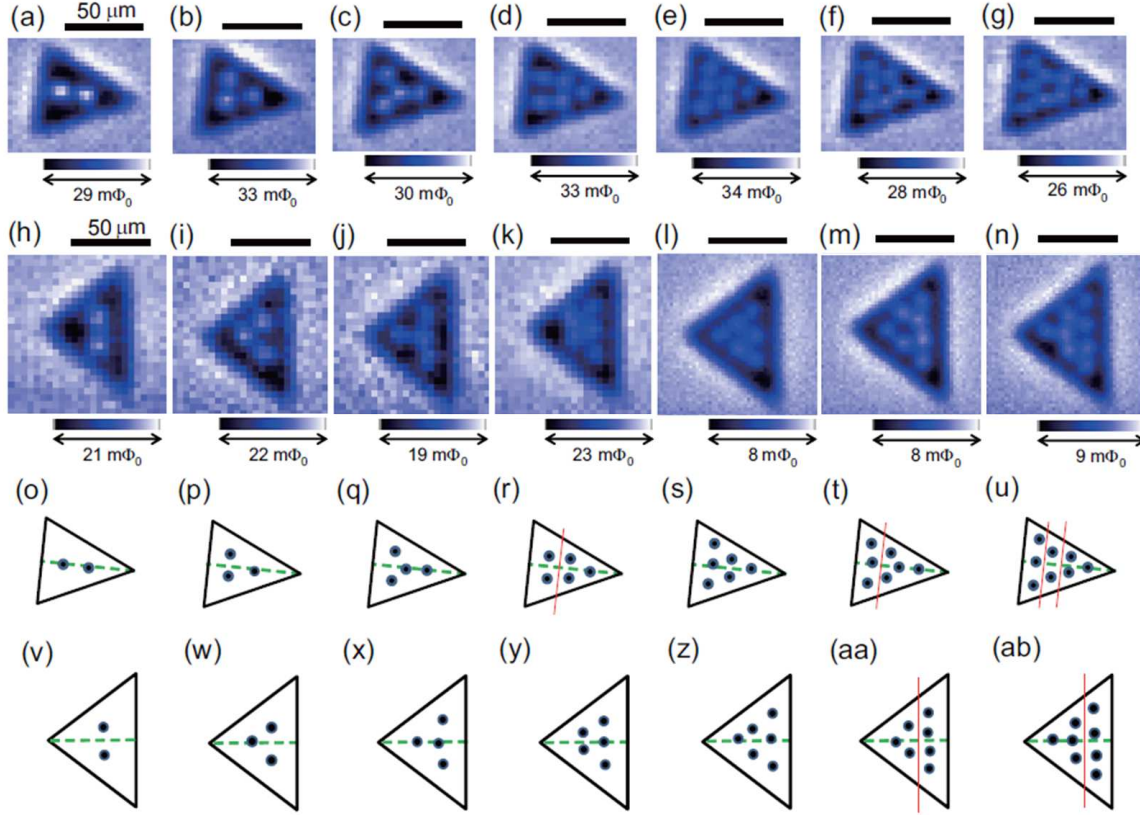 (a) 50 μm (b) (c) (d) (e) (f) (g)
29 mΦ₀ 33 mΦ₀ 30 mΦ₀ 33 mΦ₀ 34 mΦ₀ 28 mΦ₀ 26 mΦ₀
(h) 50 μm (i) (j) (k) (l) (m) (n)
21 mΦ₀ 22 mΦ₀ 19 mΦ₀ 23 mΦ₀ 8 mΦ₀ 8 mΦ₀ 9 mΦ₀
(o) (p) (q) (r) (s) (t) (u)
(v) (w) (x) (y) (z) (aa) (ab)